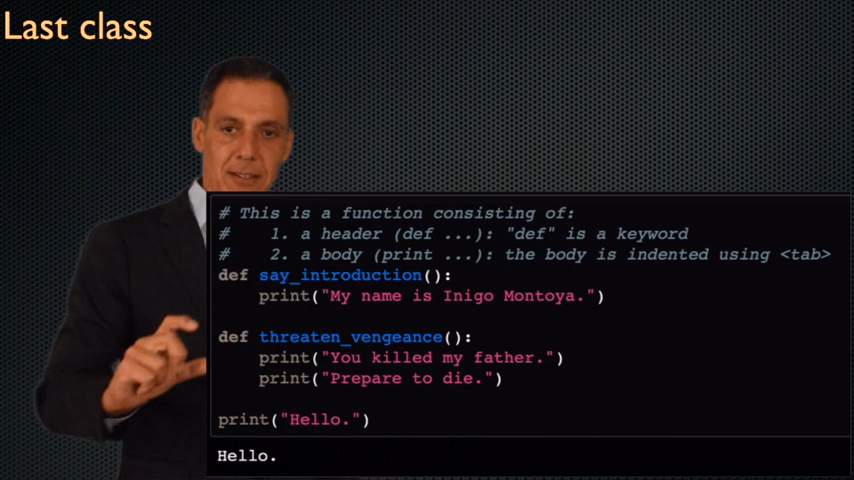 Last class
# This is a function consisting of:
#    1. a header (def ...): "def" is a keyword
#    2. a body (print ...): the body is indented using <tab>
def say_introduction():
    print("My name is Inigo Montoya.")
def threaten_vengeance():
    print("You killed my father.")
    print("Prepare to die.")
print("Hello.")
Hello.